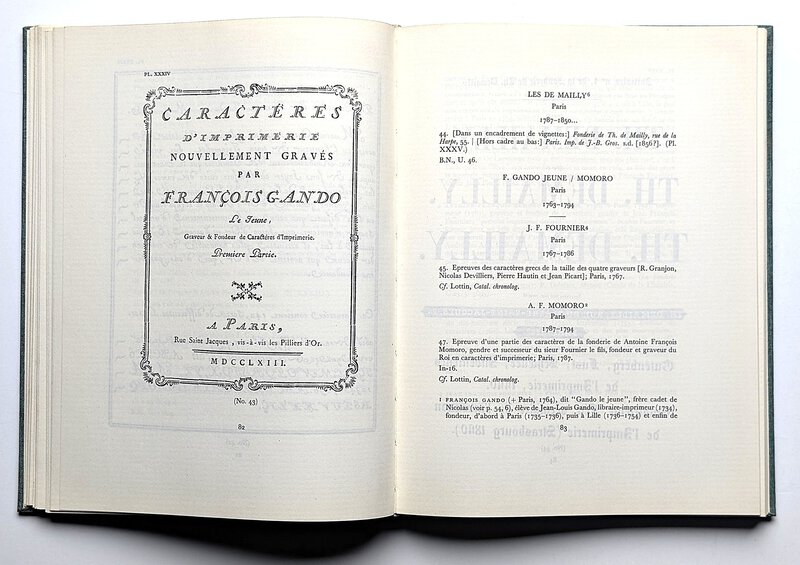 PL. XXXIV
CARACTÉRES
D'IMPRIMERIE
NOUVELLEMENT GRAVÉS
PAR
FRANÇOIS GANDO
Le Jeune,
Graveur & Fondeur de Caractéres d'Imprimerie.
Premiere Partie.
A PARIS,
Rue Saint Jacques, vis-à-vis les Pilliers d'Or.
MDCCLXIII.
(No. 43)
82
LES DE MAILLY⁶
Paris
1787–1850...
44. [Dans un encadrement de vignettes:] Fonderie de Th. de Mailly, rue de la
Harpe, 55. | [Hors cadre au bas:] Paris. Imp. de J.-B. Gros. s.d. [1856?]. (Pl.
XXXV.)
B.N., U. 46.
F. GANDO JEUNE / MOMORO
Paris
1763–1794
J. F. FOURNIER⁶
Paris
1767–1786
45. Epreuves des caractères grecs de la taille des quatre graveurs [R. Granjon,
Nicolas Devilliers, Pierre Hautin et Jean Picart]; Paris, 1767.
Cf. Lottin, Catal. chronolog.
A. F. MOMORO²
Paris
1787–1794
47. Epreuve d'une partie des caractères de la fonderie de Antoine François
Momoro, gendre et successeur du sieur Fournier le fils, fondeur et graveur du
Roi en caractères d'imprimerie; Paris, 1787.
In-16.
Cf. Lottin, Catal. chronolog.
1 FRANÇOIS GANDO (+ Paris, 1764), dit "Gando le jeune", frère cadet de
Nicolas (voir p. 54, 6), élève de Jean-Louis Gando, libraire-imprimeur (1734),
fondeur, d'abord à Paris (1735–1736), puis à Lille (1736–1754) et enfin de
83